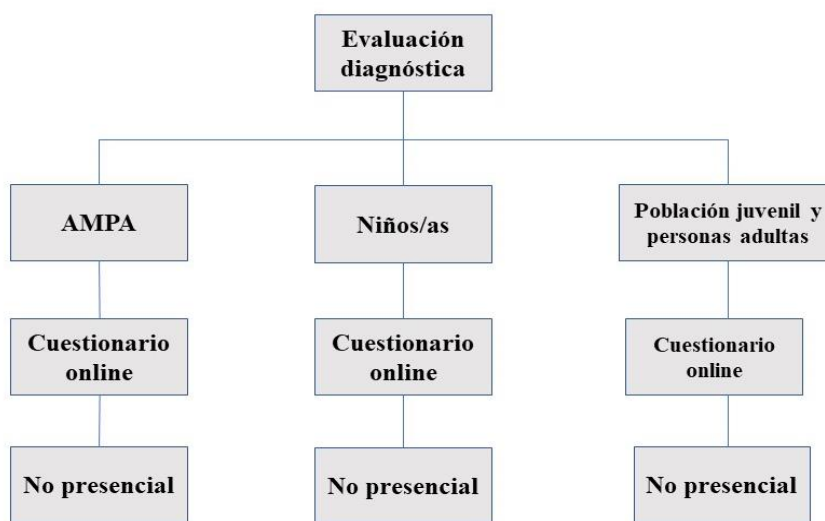 Evaluación
diagnóstica
AMPA
Niños/as
Población juvenil y
personas adultas
Cuestionario
online
Cuestionario
online
Cuestionario
online
No presencial
No presencial
No presencial